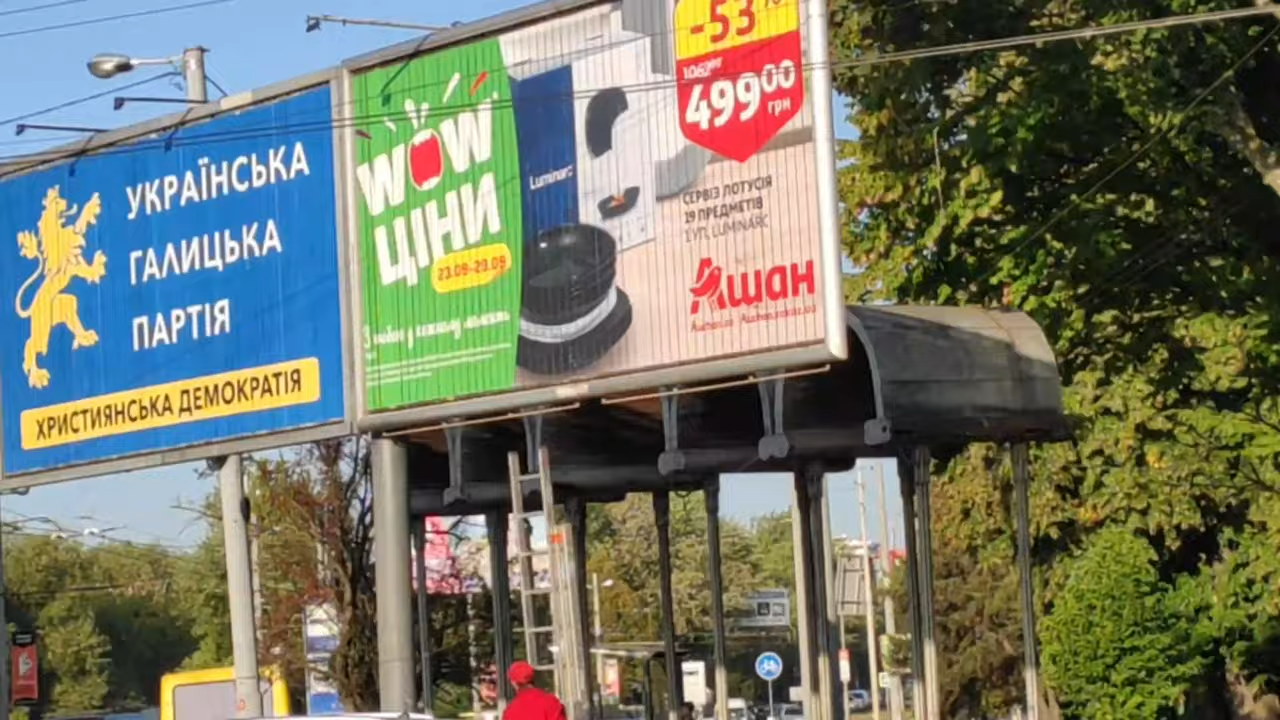 УКРАЇНСЬКА
ГАЛИЦЬКА
ПАРТІЯ
ХРИСТИЯНСЬКА ДЕМОКРАТІЯ
WOW
ЦІНИ
23.09-29.09
Luminarc
-53%
499⁰⁰
грн
СЕРВІЗ ЛОТУСІЯ
19 ПРЕДМЕТІВ
LUMINARC
Ашан